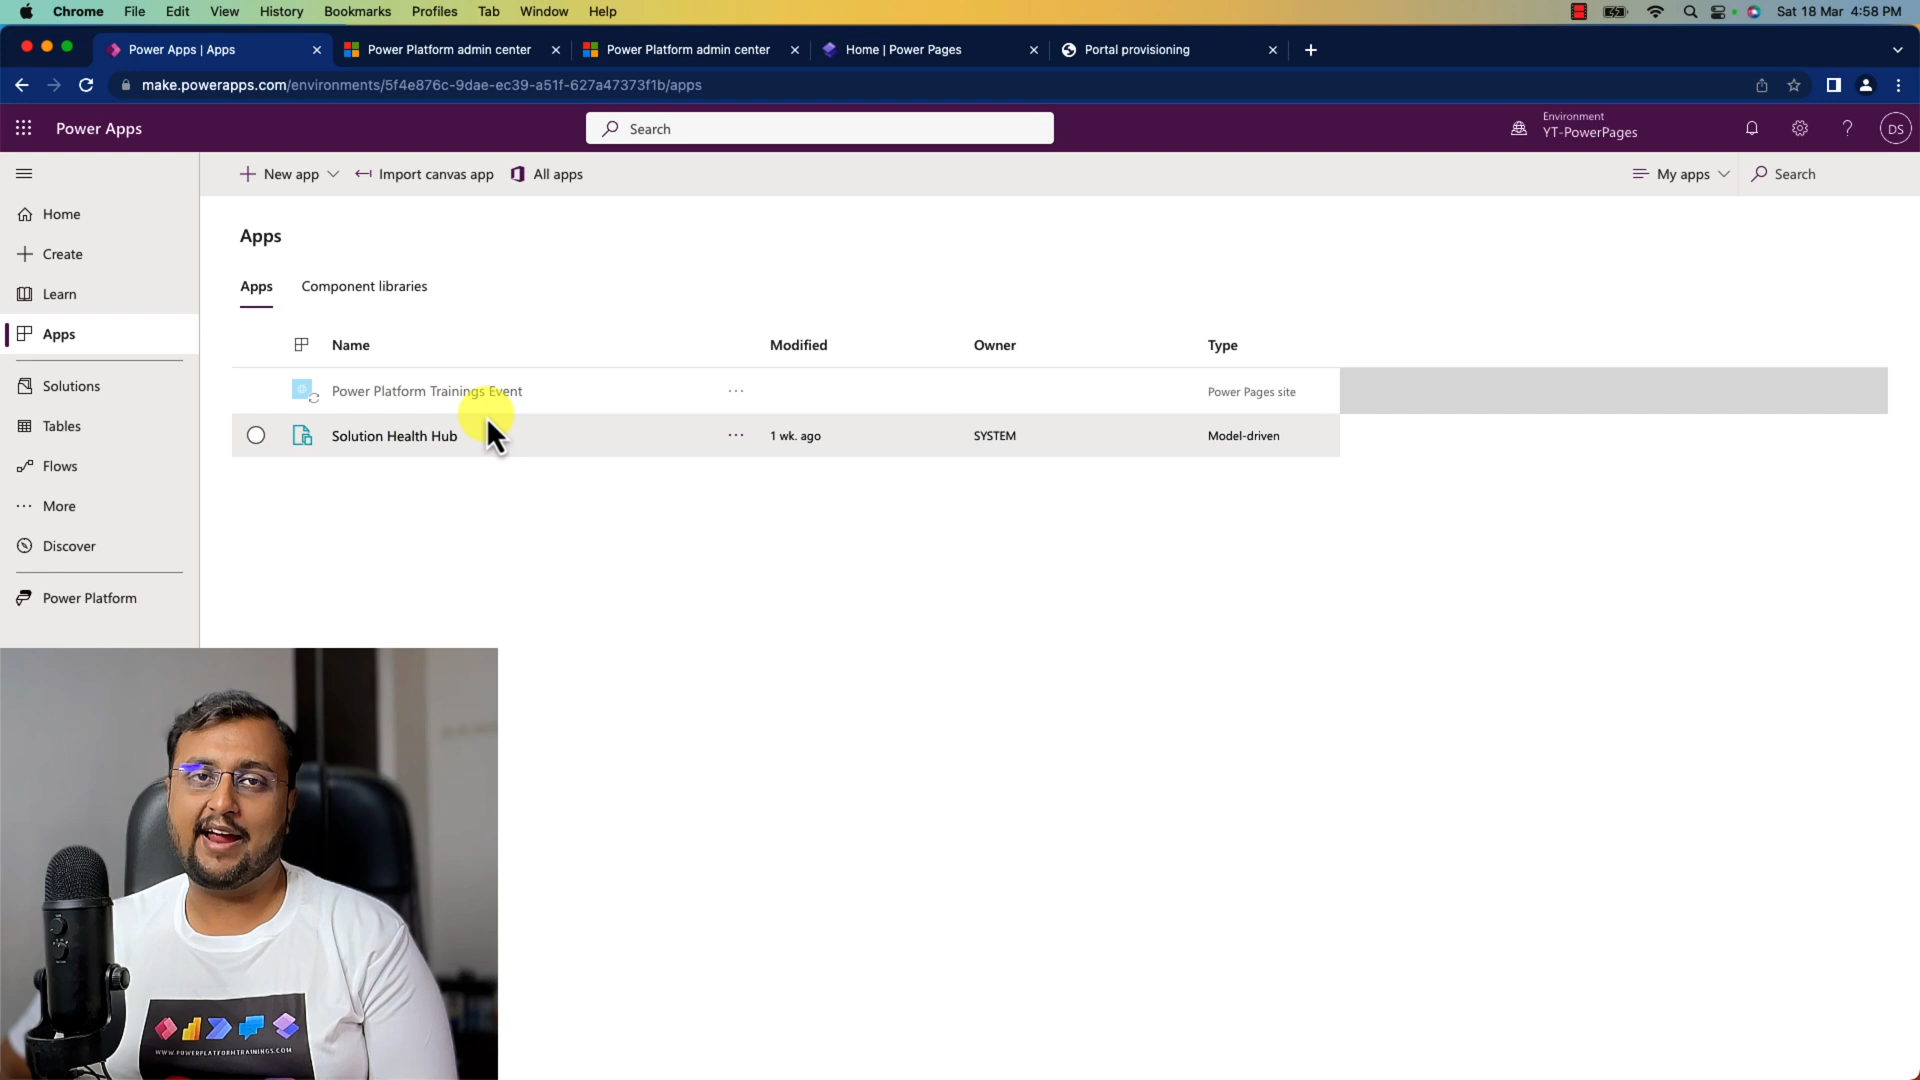 Chrome File Edit View History Bookmarks Profiles Tab Window Help
Sat 18 Mar 4:58 PM
Power Apps | Apps
Power Platform admin center
Power Platform admin center
Home | Power Pages
Portal provisioning
make.powerapps.com/environments/5f4e876c-9dae-ec39-a51f-627a47373f1b/apps
Power Apps
Search
Environment
YT-PowerPages
DS
New app
Import canvas app
All apps
My apps
Search
Home
Create
Learn
Apps
Solutions
Tables
Flows
More
Discover
Power Platform
Apps
Apps
Component libraries
Name Modified Owner Type
Power Platform Trainings Event ... Power Pages site
Solution Health Hub ... 1 wk. ago SYSTEM Model-driven
WWW.POWERPLATFORMTRAININGS.COM